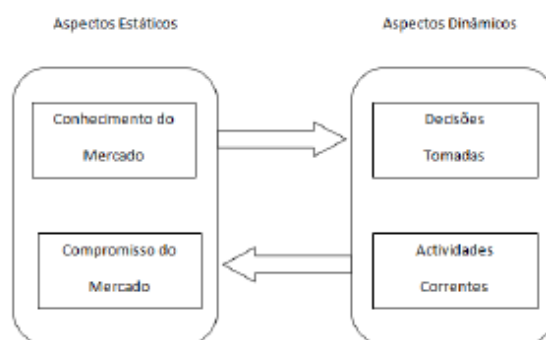 Aspectos Estáticos
Aspectos Dinâmicos
Conhecimento do
Mercado
Decisões
Tomadas
Compromisso do
Mercado
Actividades
Correntes